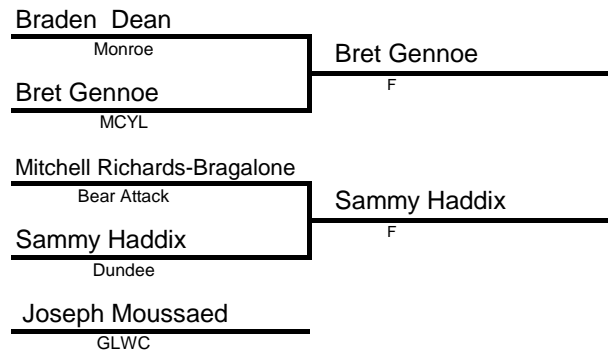 Braden Dean
Monroe
Bret Gennoe
F
Bret Gennoe
MCYL
Mitchell Richards-Bragalone
Bear Attack
Sammy Haddix
F
Sammy Haddix
Dundee
Joseph Moussaed
GLWC